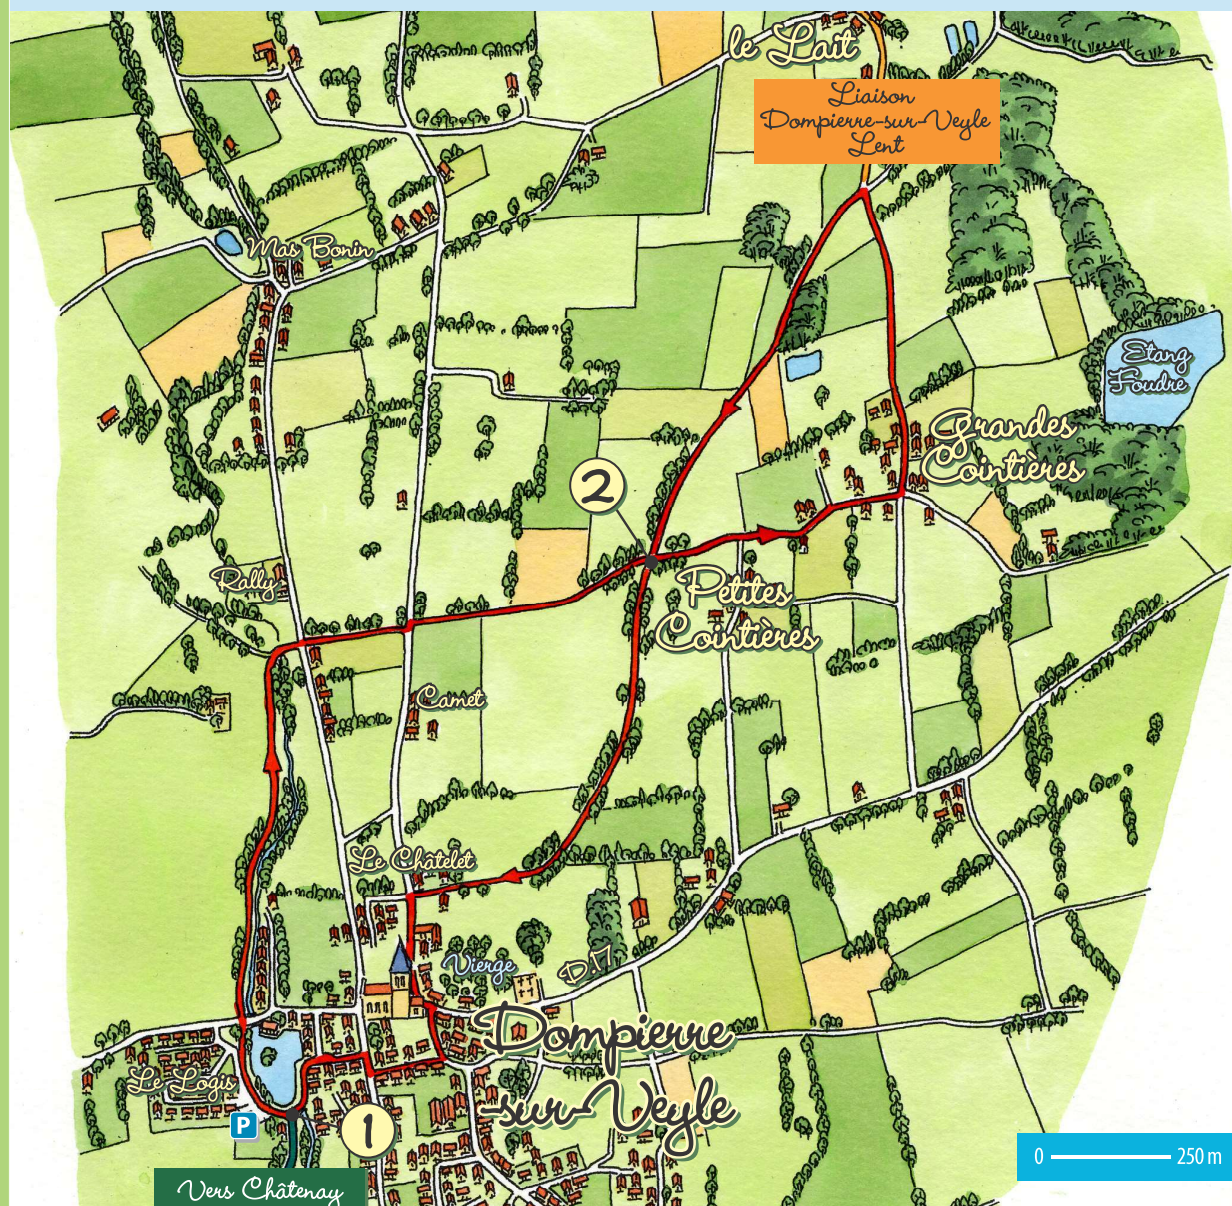 le Lait
Liaison
Dompierre-sur-Veyle
Lent
Mas Bonin
Etang
Foudre
Grandes
Cointières
2
Rally
Petites
Cointières
Camet
Le Châtelet
Vierge
D.17
Dompierre
-sur-Veyle
Le Logis
P
1
0 250 m
Vers Châtenay